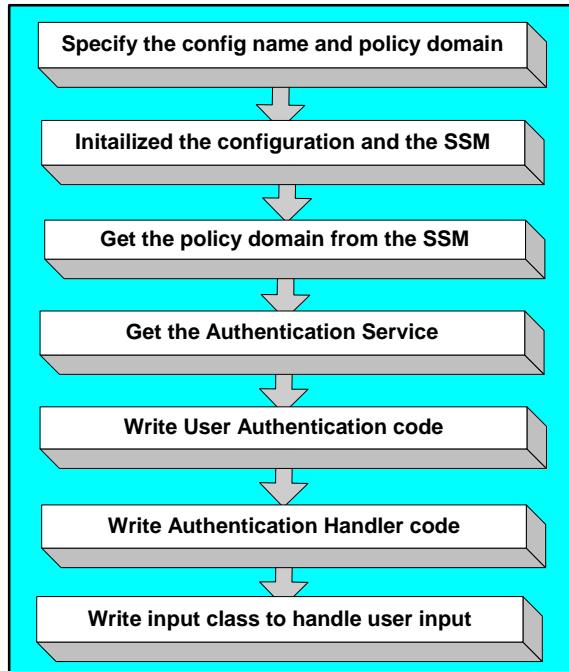 Specify the config name and policy domain
Initailized the configuration and the SSM
Get the policy domain from the SSM
Get the Authentication Service
Write User Authentication code
Write Authentication Handler code
Write input class to handle user input